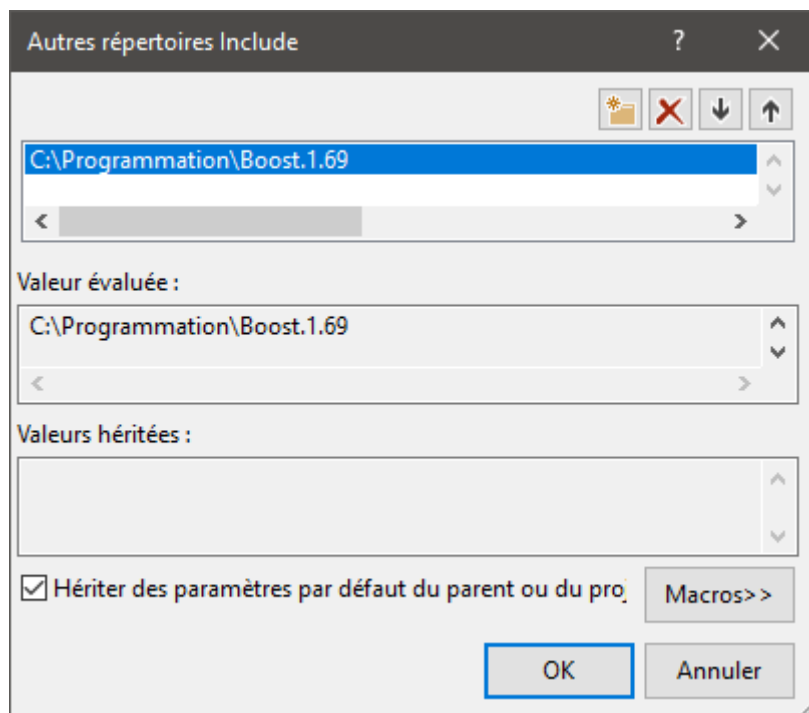 Autres répertoires Include
C:\Programmation\Boost.1.69
Valeur évaluée :
C:\Programmation\Boost.1.69
Valeurs héritées :
Hériter des paramètres par défaut du parent ou du proj
Macros>>
OK
Annuler